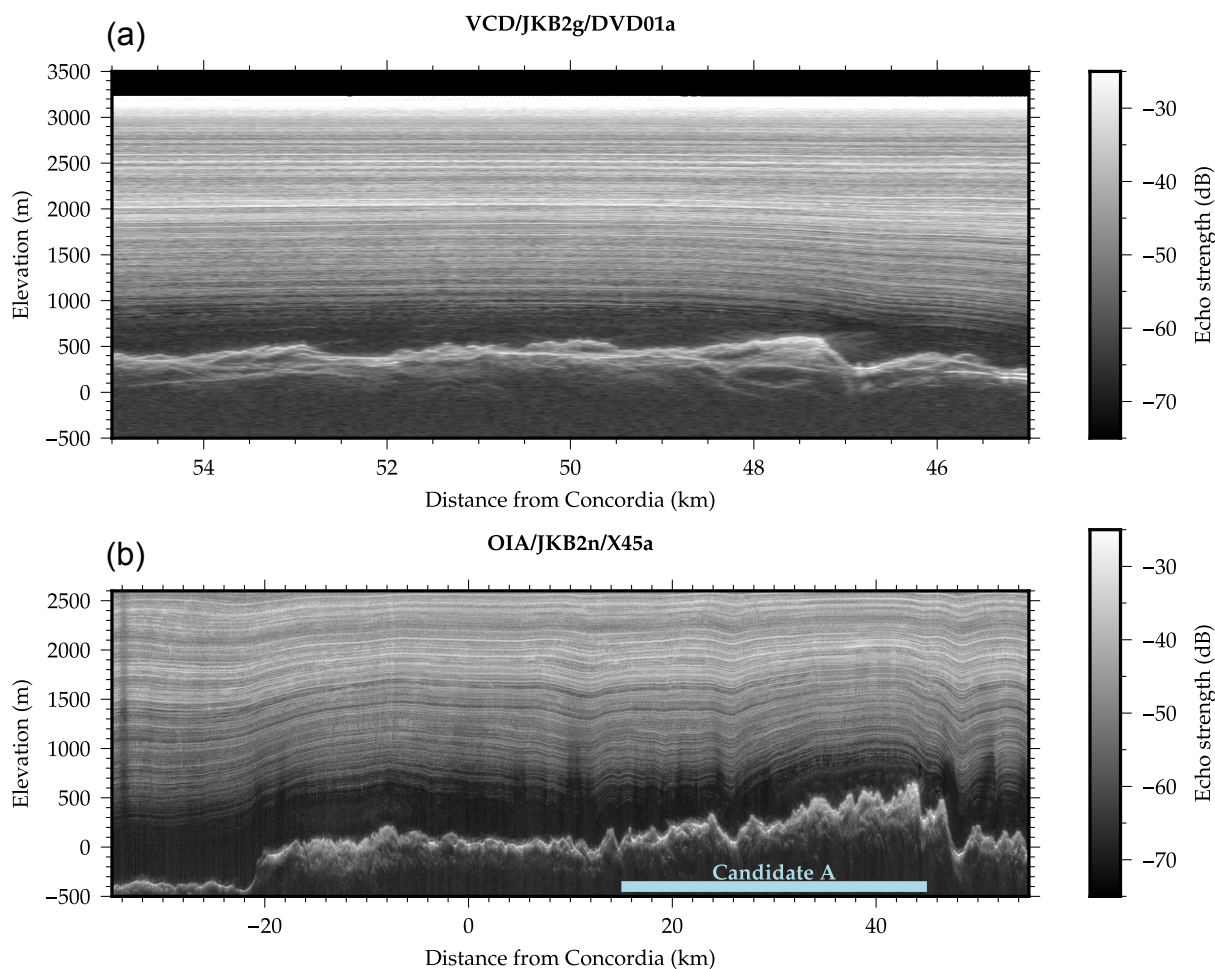 (a)
VCD/JKB2g/DVD01a
3500
3000
2500
2000
1500
1000
500
0
−500
Elevation (m)
54 52 50 48 46
Distance from Concordia (km)
−30
−40
−50
−60
−70
Echo strength (dB)
(b)
OIA/JKB2n/X45a
2500
2000
1500
1000
500
0
−500
Elevation (m)
Candidate A
−20 0 20 40
Distance from Concordia (km)
−30
−40
−50
−60
−70
Echo strength (dB)